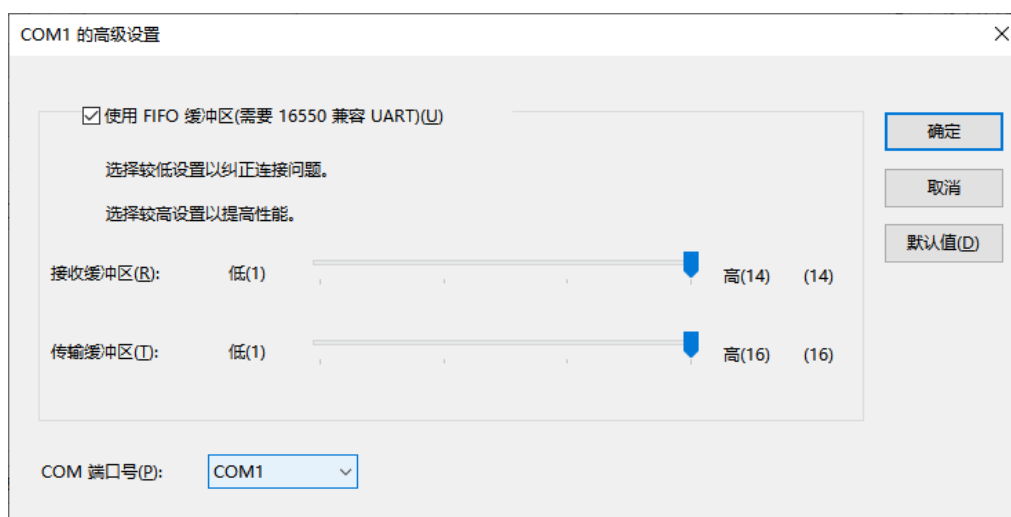 COM1 的高级设置
使用 FIFO 缓冲区(需要 16550 兼容 UART)(U)
确定
选择较低设置以纠正连接问题。
取消
选择较高设置以提高性能。
默认值(D)
接收缓冲区(R): 低(1) 高(14) (14)
传输缓冲区(T): 低(1) 高(16) (16)
COM 端口号(P): COM1